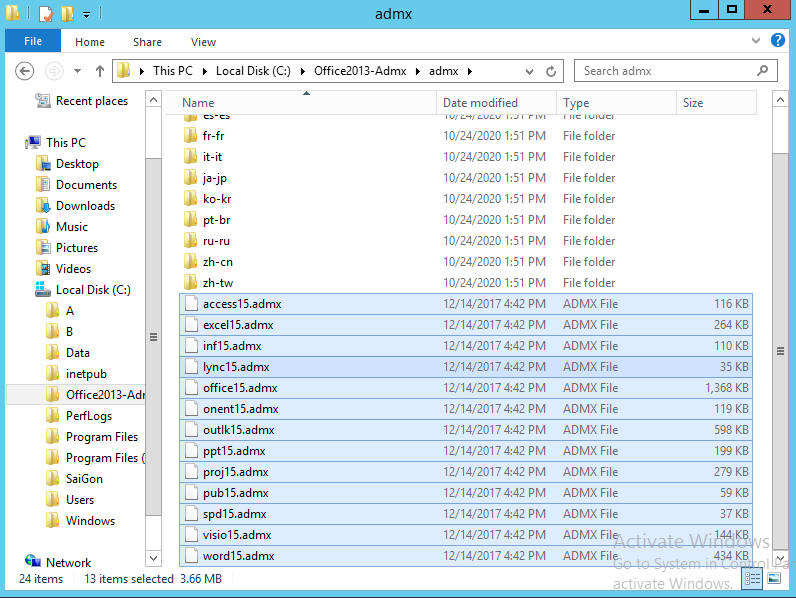 admx
File Home Share View
This PC Local Disk (C:) Office2013-Admx admx Search admx
Recent places
This PC
Desktop
Documents
Downloads
Music
Pictures
Videos
Local Disk (C:)
A
B
Data
inetpub
Office2013-Adr
PerfLogs
Program Files
Program Files (
SaiGon
Users
Windows
Network
Name Date modified Type Size
es-es 10/24/2020 1:51 PM File folder
fr-fr 10/24/2020 1:51 PM File folder
it-it 10/24/2020 1:51 PM File folder
ja-jp 10/24/2020 1:51 PM File folder
ko-kr 10/24/2020 1:51 PM File folder
pt-br 10/24/2020 1:51 PM File folder
ru-ru 10/24/2020 1:51 PM File folder
zh-cn 10/24/2020 1:51 PM File folder
zh-tw 10/24/2020 1:51 PM File folder
access15.admx 12/14/2017 4:42 PM ADMX File 116 KB
excel15.admx 12/14/2017 4:42 PM ADMX File 264 KB
inf15.admx 12/14/2017 4:42 PM ADMX File 110 KB
lync15.admx 12/14/2017 4:42 PM ADMX File 35 KB
office15.admx 12/14/2017 4:42 PM ADMX File 1,368 KB
onent15.admx 12/14/2017 4:42 PM ADMX File 119 KB
outlk15.admx 12/14/2017 4:42 PM ADMX File 598 KB
ppt15.admx 12/14/2017 4:42 PM ADMX File 199 KB
proj15.admx 12/14/2017 4:42 PM ADMX File 279 KB
pub15.admx 12/14/2017 4:42 PM ADMX File 59 KB
spd15.admx 12/14/2017 4:42 PM ADMX File 37 KB
visio15.admx 12/14/2017 4:42 PM ADMX File 144 KB
word15.admx 12/14/2017 4:42 PM ADMX File 434 KB
Activate Windows
Go to System in Control Pa
activate Windows.
24 items 13 items selected 3.66 MB